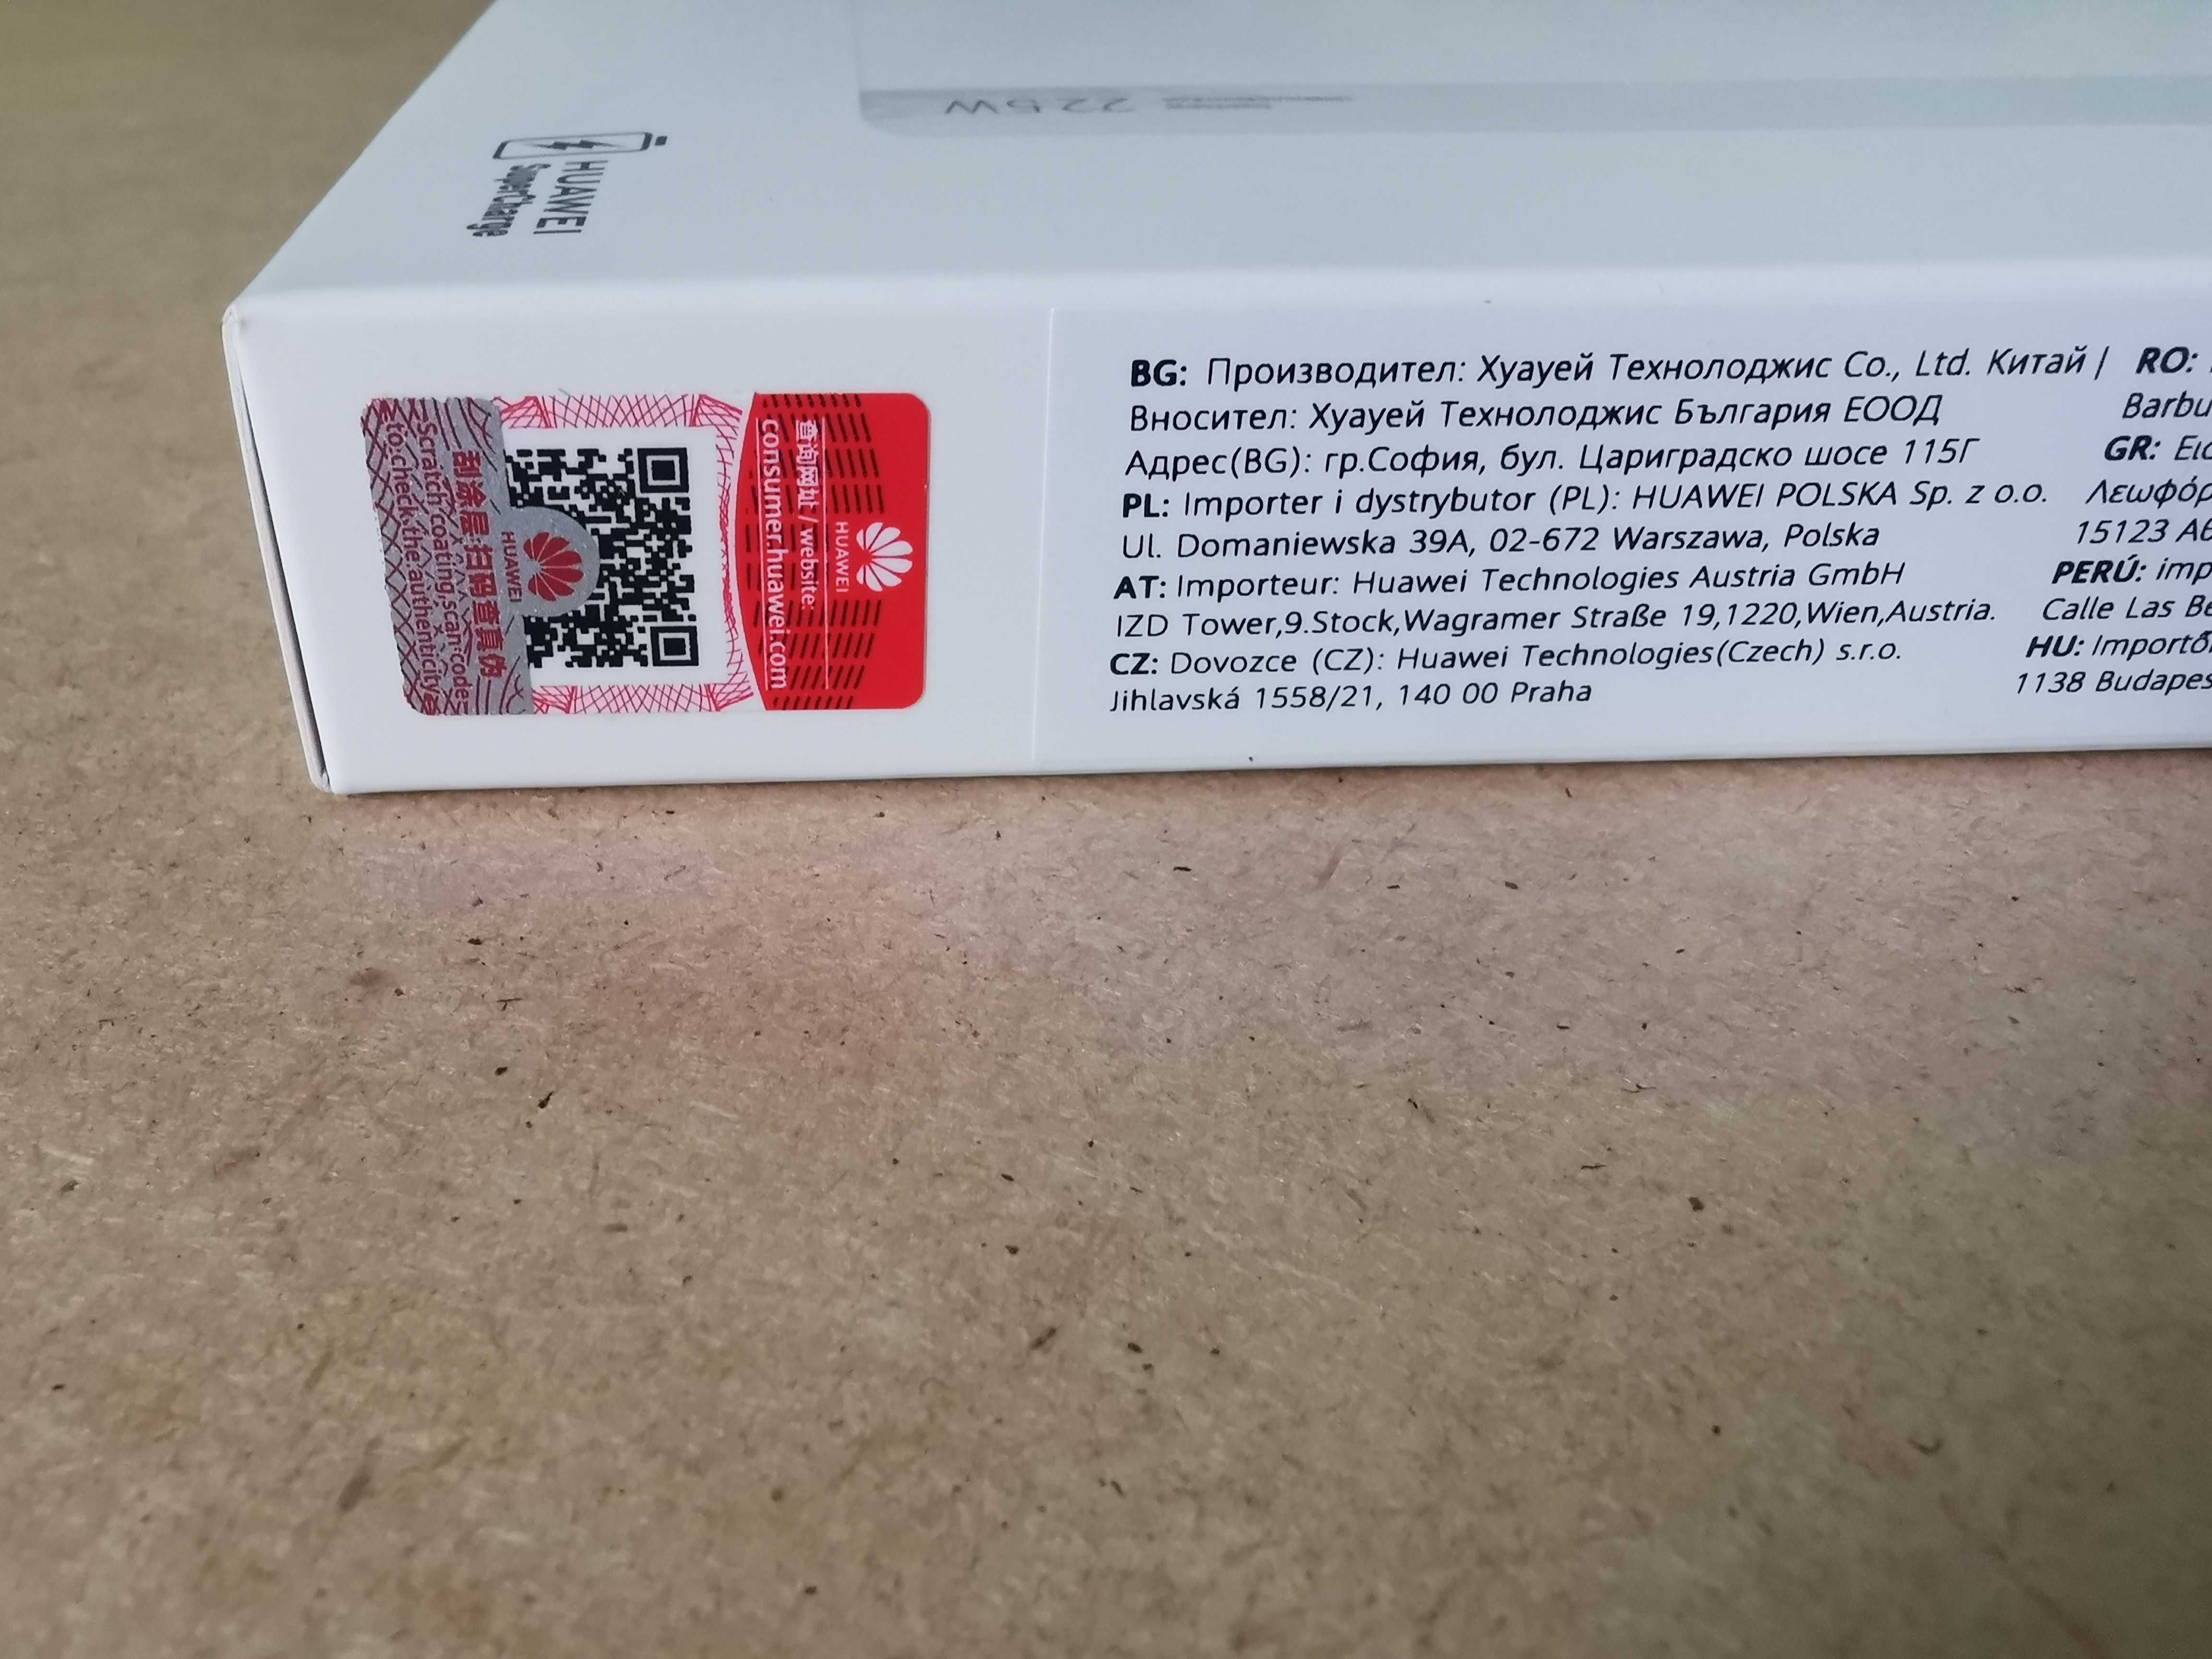 22.5W
HUAWEI
SuperCharge
HUAWEI
查询网址 / website:
consumer.huawei.com
HUAWEI
刮涂层 扫码查真伪
Scratch coating,scan code
to check the authenticity
BG: Производител: Хуауей Технолоджис Co., Ltd. Китай |
Вносител: Хуауей Технолоджис България ЕООД
Адрес(BG): гр.София, бул. Цариградско шосе 115Г
PL: Importer i dystrybutor (PL): HUAWEI POLSKA Sp. z o.o.
Ul. Domaniewska 39A, 02-672 Warszawa, Polska
AT: Importeur: Huawei Technologies Austria GmbH
IZD Tower,9.Stock,Wagramer Straße 19,1220,Wien,Austria.
CZ: Dovozce (CZ): Huawei Technologies(Czech) s.r.o.
Jihlavská 1558/21, 140 00 Praha
RO:
Barbu
GR:
Λεωφόρ
15123
PERÚ: imp
Calle Las Be
HU: Importő
1138 Budapes